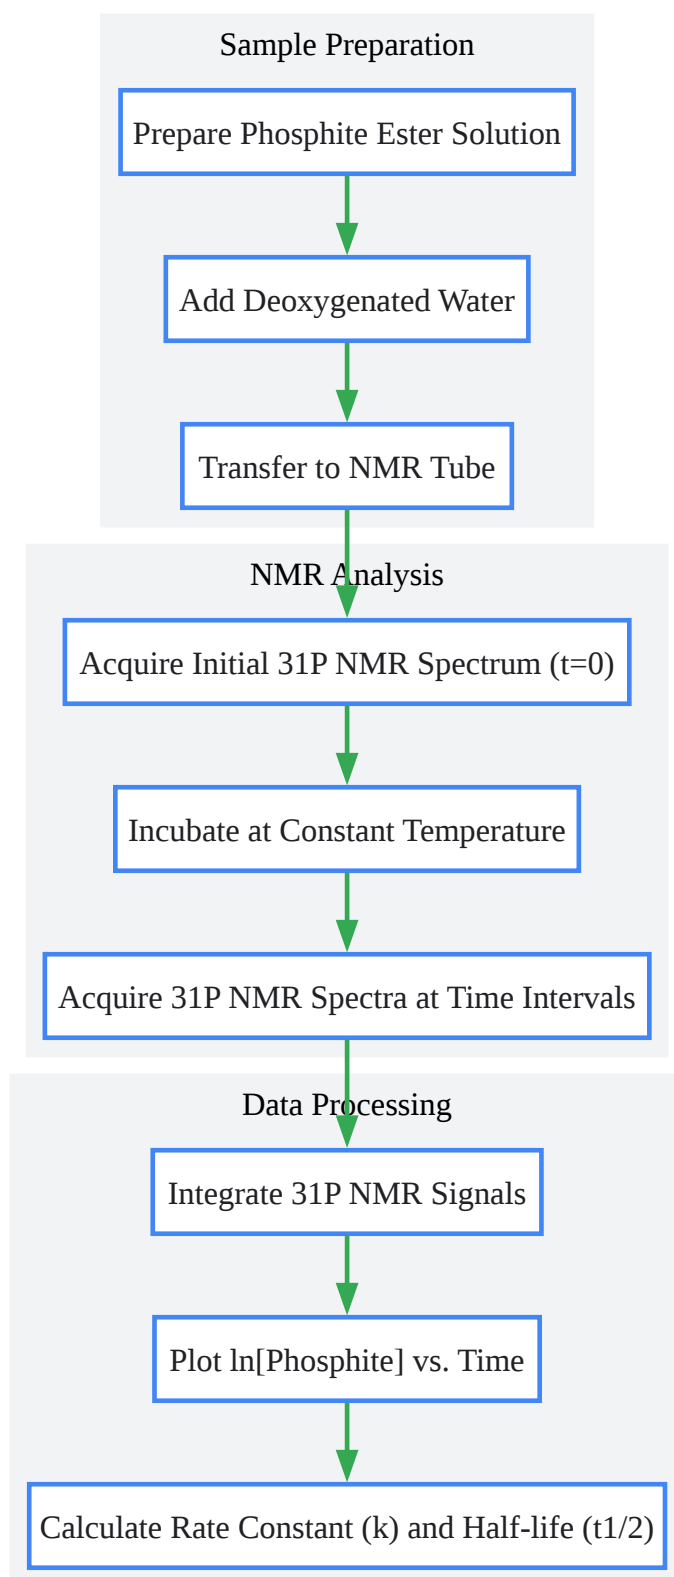 Sample Preparation
Prepare Phosphite Ester Solution
Add Deoxygenated Water
Transfer to NMR Tube
NMR Analysis
Acquire Initial 31P NMR Spectrum (t=0)
Incubate at Constant Temperature
Acquire 31P NMR Spectra at Time Intervals
Data Processing
Integrate 31P NMR Signals
Plot ln[Phosphite] vs. Time
Calculate Rate Constant (k) and Half-life (t1/2)